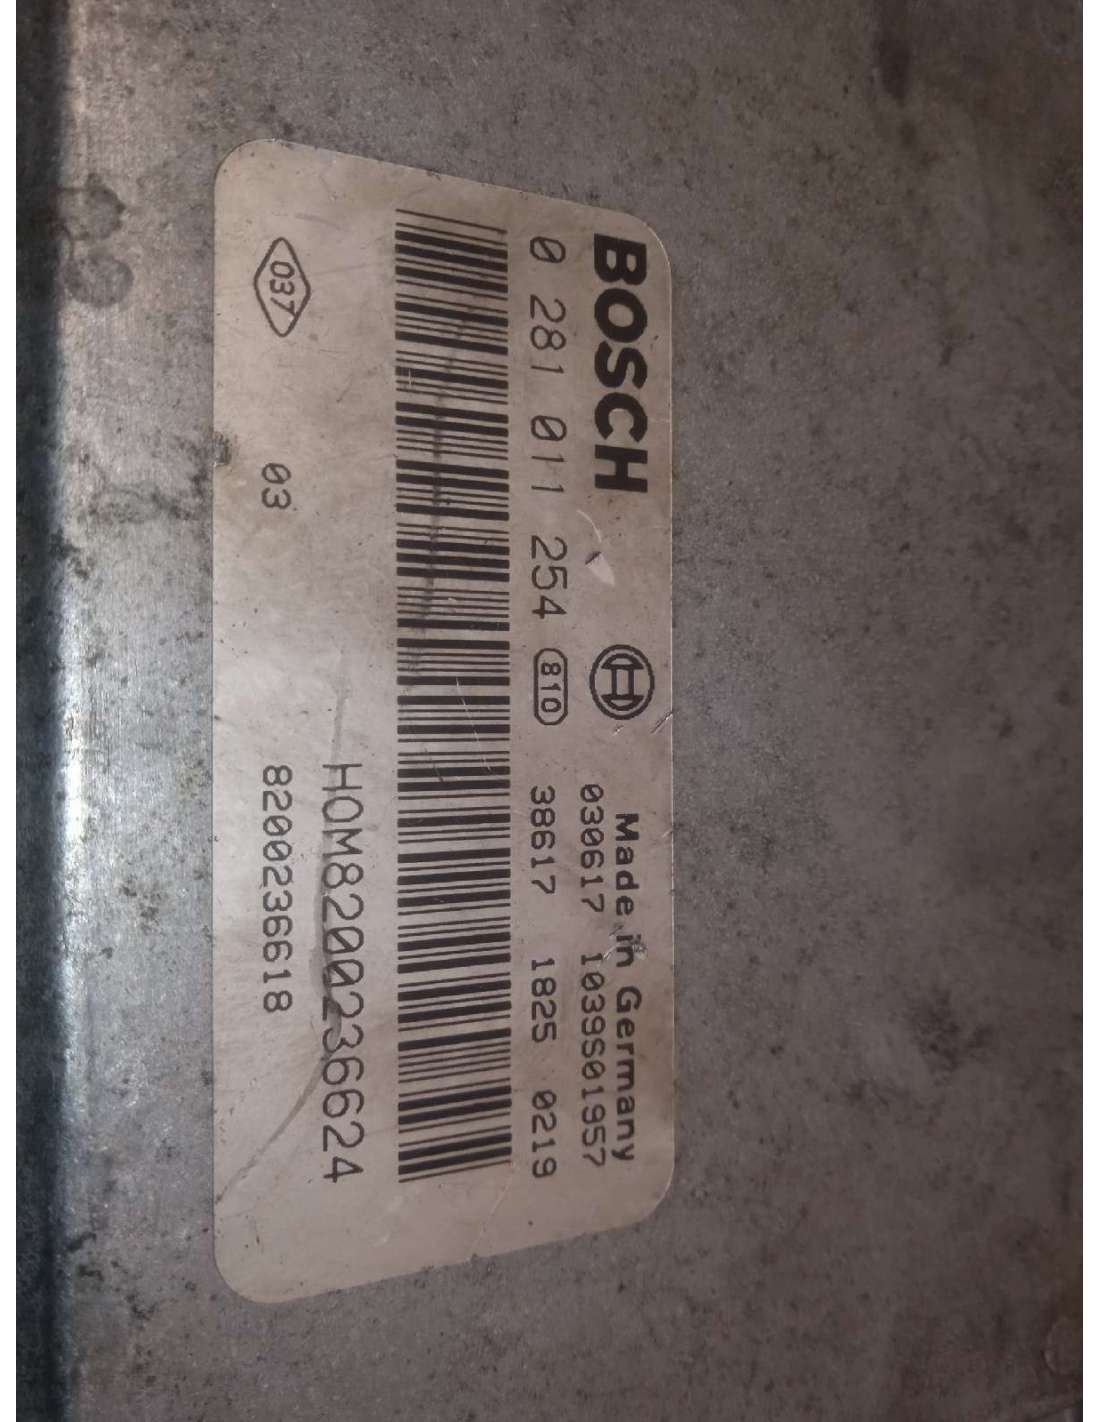 BOSCH
Made in Germany
030617 1039S01957
0 281 011 254 810 38617 1825 0219
HOM8200236624
037 03 8200236618